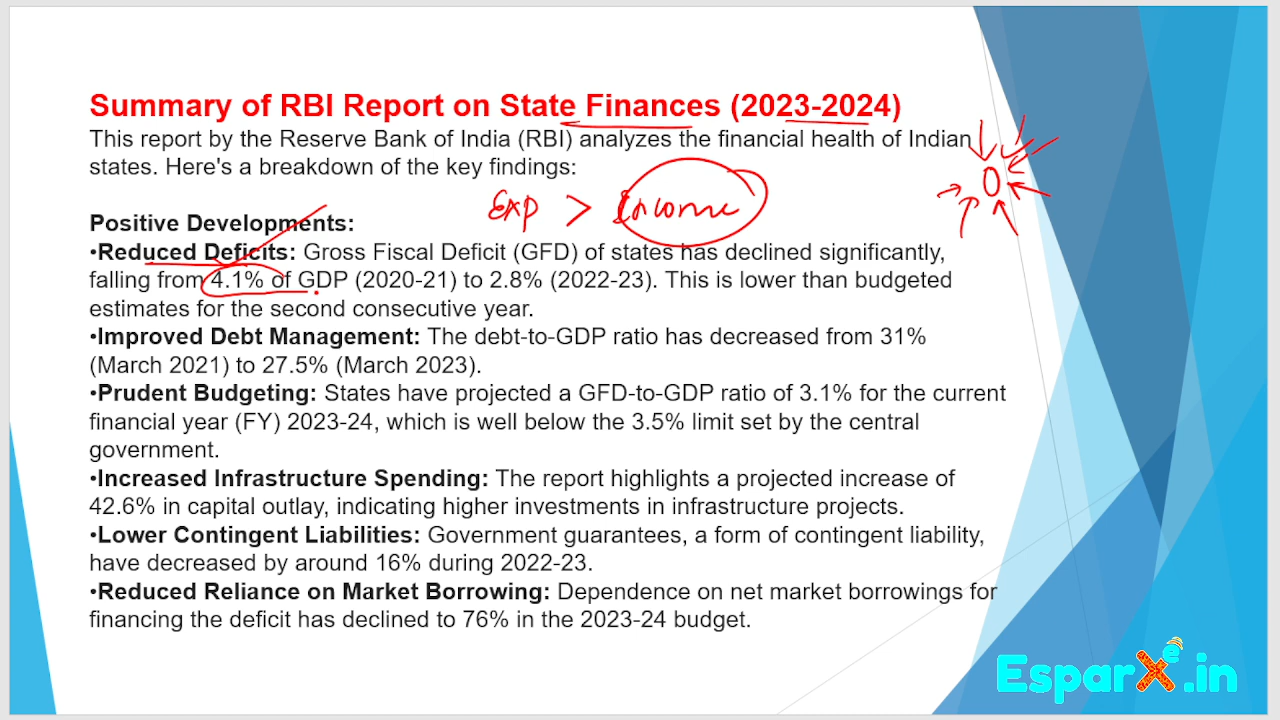 Summary of RBI Report on State Finances (2023-2024)
This report by the Reserve Bank of India (RBI) analyzes the financial health of Indian
states. Here's a breakdown of the key findings:
Exp > Income
Positive Developments:
•Reduced Deficits: Gross Fiscal Deficit (GFD) of states has declined significantly,
falling from 4.1% of GDP (2020-21) to 2.8% (2022-23). This is lower than budgeted
estimates for the second consecutive year.
•Improved Debt Management: The debt-to-GDP ratio has decreased from 31%
(March 2021) to 27.5% (March 2023).
•Prudent Budgeting: States have projected a GFD-to-GDP ratio of 3.1% for the current
financial year (FY) 2023-24, which is well below the 3.5% limit set by the central
government.
•Increased Infrastructure Spending: The report highlights a projected increase of
42.6% in capital outlay, indicating higher investments in infrastructure projects.
•Lower Contingent Liabilities: Government guarantees, a form of contingent liability,
have decreased by around 16% during 2022-23.
•Reduced Reliance on Market Borrowing: Dependence on net market borrowings for
financing the deficit has declined to 76% in the 2023-24 budget.
EsparXe.in